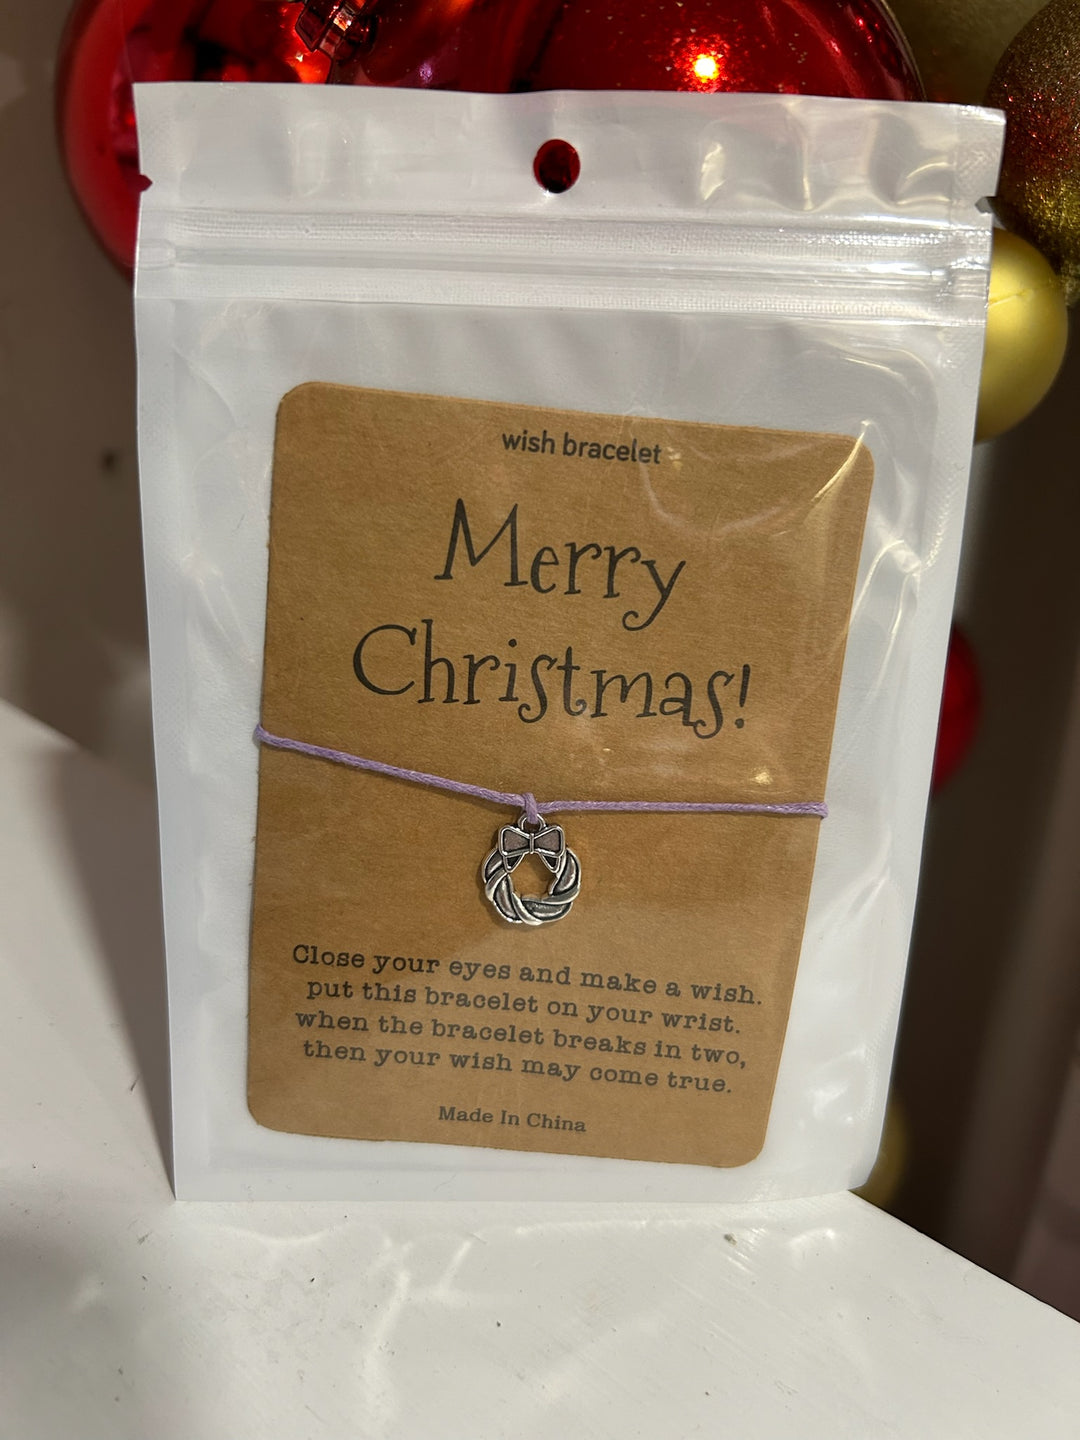 wish bracelet
Merry
Christmas!
Close your eyes and make a wish.
put this bracelet on your wrist.
when the bracelet breaks in two,
then your wish may come true.
Made In China